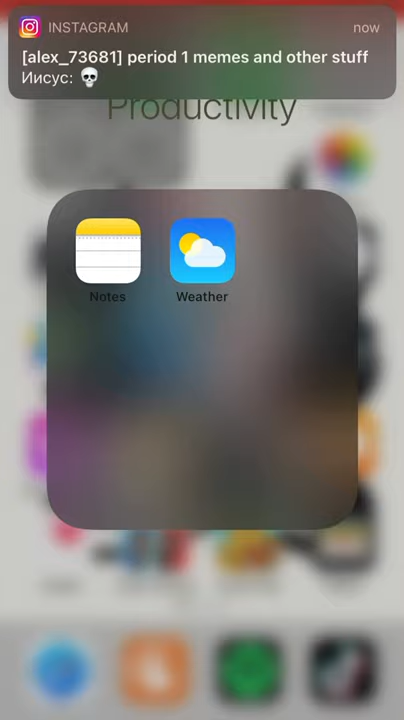 INSTAGRAM
now
[alex_73681] period 1 memes and other stuff
Иисус: 💀
Productivity
Notes
Weather